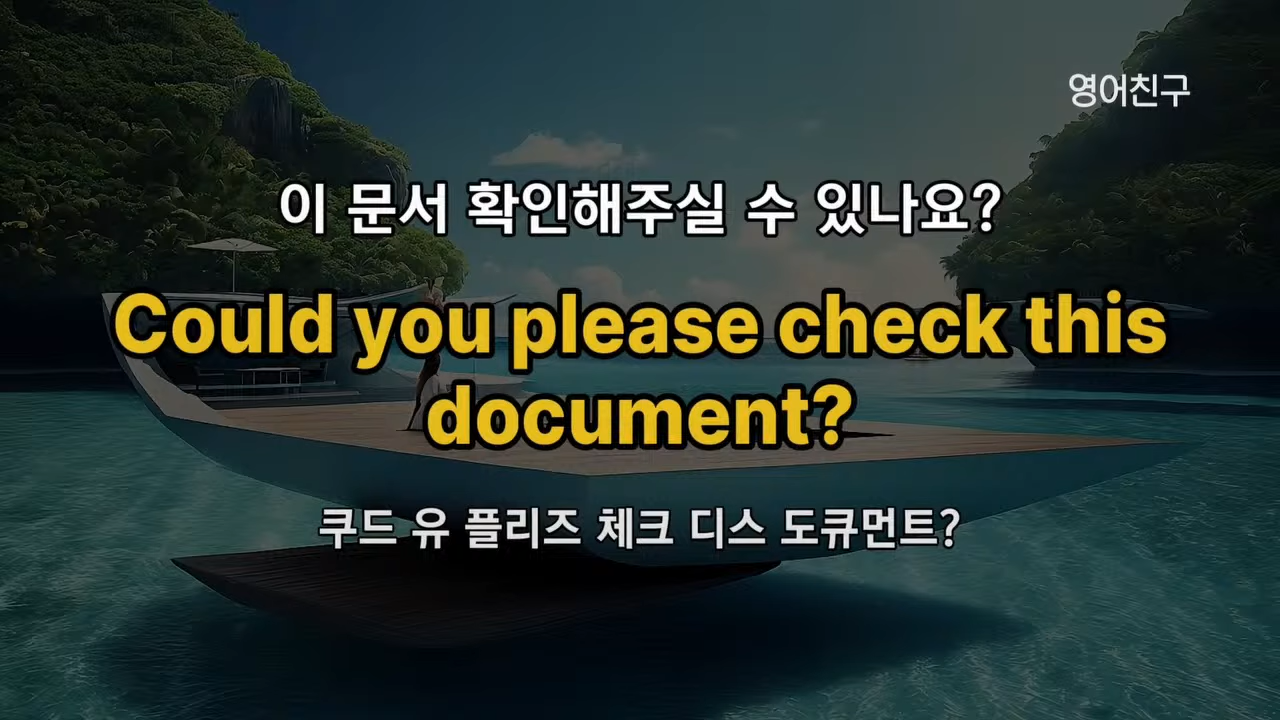 영어친구
이 문서 확인해주실 수 있나요?
Could you please check this
document?
쿠드 유 플리즈 체크 디스 도큐먼트?